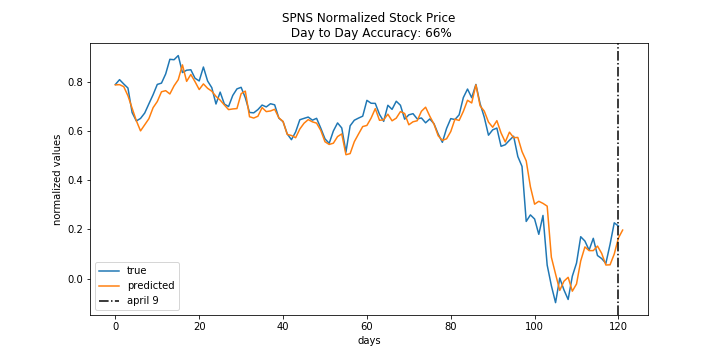 SPNS Normalized Stock Price
Day to Day Accuracy: 66%
normalized values
0.8
0.6
0.4
0.2
0.0
true
predicted
april 9
0
20
40
60
80
100
120
days